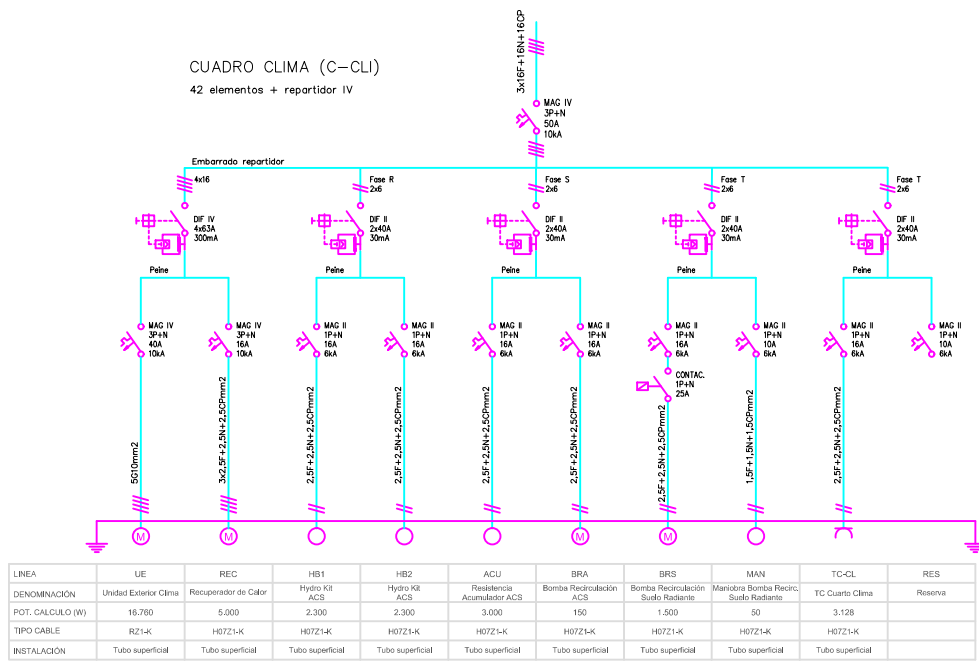 CUADRO CLIMA (C-CLI)
42 elementos + repartidor IV
3x16F+16N+16CP
MAG IV
3P+N
50A
10kA
Embarrado repartidor
4x16
Fase R
2x6
Fase S
2x6
Fase T
2x6
Fase T
2x6
DIF IV
4x63A
300mA
DIF II
2x40A
30mA
DIF II
2x40A
30mA
DIF II
2x40A
30mA
DIF II
2x40A
30mA
Peine
Peine
Peine
Peine
Peine
MAG IV
3P+N
40A
10kA
MAG IV
3P+N
16A
10kA
MAG II
1P+N
16A
6kA
MAG II
1P+N
16A
6kA
MAG II
1P+N
16A
6kA
MAG II
1P+N
16A
6kA
MAG II
1P+N
16A
6kA
MAG II
1P+N
10A
6kA
MAG II
1P+N
16A
6kA
MAG II
1P+N
10A
6kA
CONTAC.
1P+N
25A
5G10mm2
3x2,5F+2,5N+2,5CPmm2
2,5F+2,5N+2,5CPmm2
2,5F+2,5N+2,5CPmm2
2,5F+2,5N+2,5CPmm2
2,5F+2,5N+2,5CPmm2
2,5F+2,5N+2,5CPmm2
1,5F+1,5N+1,5CPmm2
2,5F+2,5N+2,5CPmm2
M M M M
LINEA UE REC HB1 HB2 ACU BRA BRS MAN TC-CL RES
DENOMINACIÓN Unidad Exterior Clima Recuperador de Calor Hydro Kit ACS Hydro Kit ACS Resistencia Acumulador ACS Bomba Recirculación ACS Bomba Recirculación Suelo Radiante Maniobra Bomba Recirc. Suelo Radiante TC Cuarto Clima Reserva
POT. CALCULO (W) 16.760 5.000 2.300 2.300 3.000 150 1.500 50 3.128
TIPO CABLE RZ1-K H07Z1-K H07Z1-K H07Z1-K H07Z1-K H07Z1-K H07Z1-K H07Z1-K H07Z1-K
INSTALACIÓN Tubo superficial Tubo superficial Tubo superficial Tubo superficial Tubo superficial Tubo superficial Tubo superficial Tubo superficial Tubo superficial